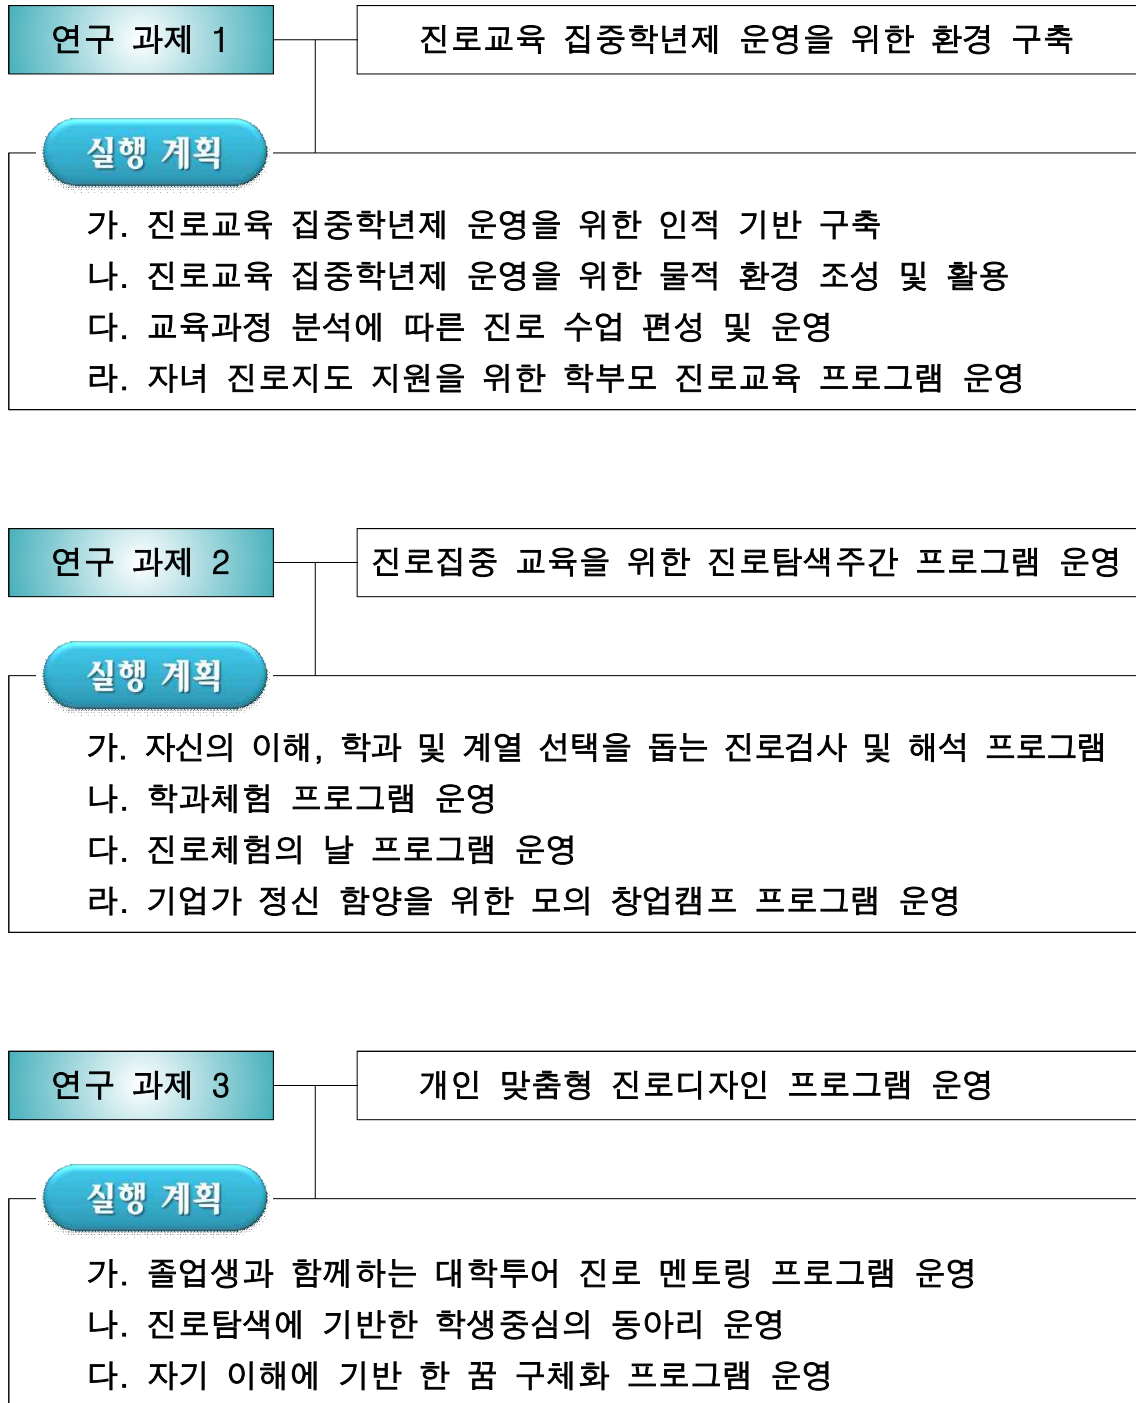 연구 과제 1
진로교육 집중학년제 운영을 위한 환경 구축
실행 계획
가. 진로교육 집중학년제 운영을 위한 인적 기반 구축
나. 진로교육 집중학년제 운영을 위한 물적 환경 조성 및 활용
다. 교육과정 분석에 따른 진로 수업 편성 및 운영
라. 자녀 진로지도 지원을 위한 학부모 진로교육 프로그램 운영
연구 과제 2
진로집중 교육을 위한 진로탐색주간 프로그램 운영
실행 계획
가. 자신의 이해, 학과 및 계열 선택을 돕는 진로검사 및 해석 프로그램
나. 학과체험 프로그램 운영
다. 진로체험의 날 프로그램 운영
라. 기업가 정신 함양을 위한 모의 창업캠프 프로그램 운영
연구 과제 3
개인 맞춤형 진로디자인 프로그램 운영
실행 계획
가. 졸업생과 함께하는 대학투어 진로 멘토링 프로그램 운영
나. 진로탐색에 기반한 학생중심의 동아리 운영
다. 자기 이해에 기반 한 꿈 구체화 프로그램 운영